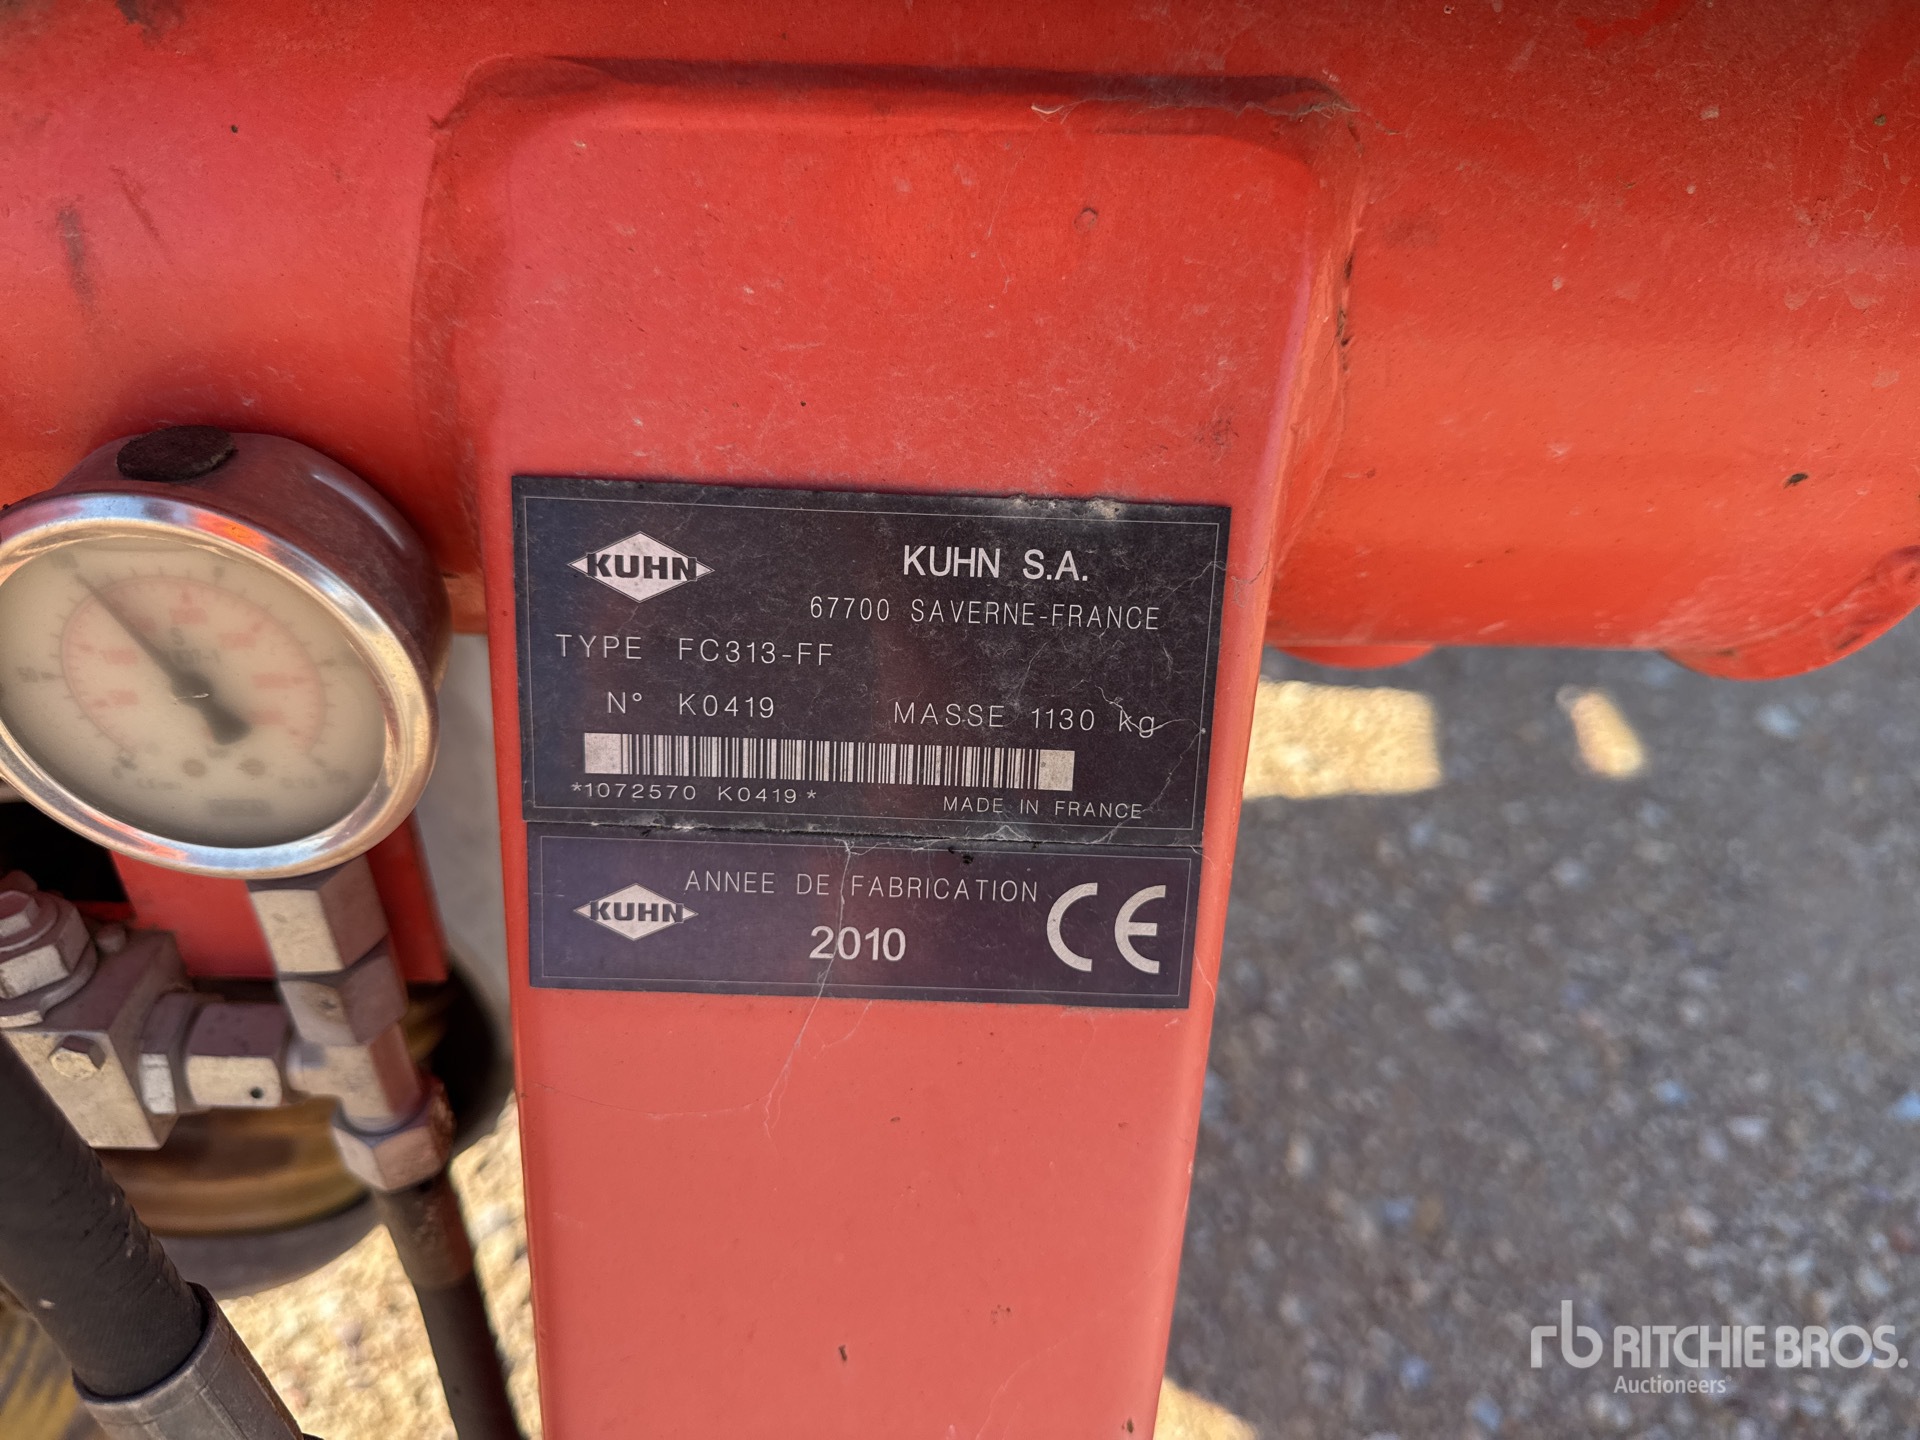 KUHN
KUHN S.A.
67700 SAVERNE-FRANCE
TYPE FC313-FF
N° K0419 MASSE 1130 kg
*1072570 K0419*
MADE IN FRANCE
KUHN
ANNEE DE FABRICATION
2010
CE
rb RITCHIE BROS.
Auctioneers